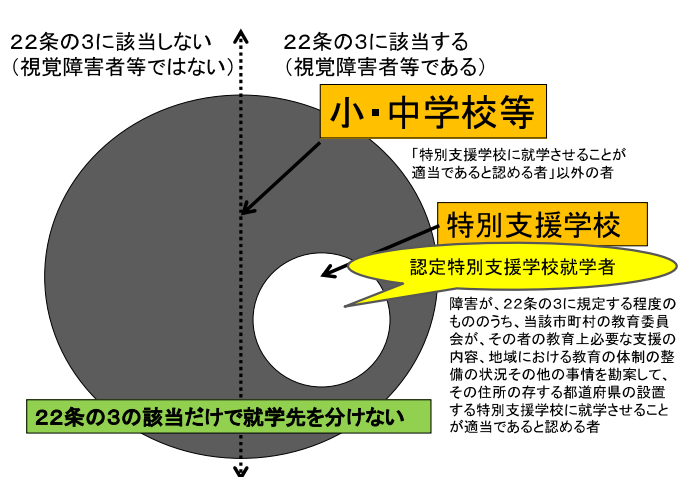 22条の3に該当しない
（視覚障害者等ではない）
22条の3に該当する
（視覚障害者等である）
小・中学校等
「特別支援学校に就学させることが
適当であると認める者」以外の者
特別支援学校
認定特別支援学校就学者
障害が、22条の3に規定する程度の
もののうち、当該市町村の教育委員
会が、その者の教育上必要な支援の
内容、地域における教育の体制の整
備の状況その他の事情を勘案して、
その住所の存する都道府県の設置
する特別支援学校に就学させること
が適当であると認める者
22条の3の該当だけで就学先を分けない